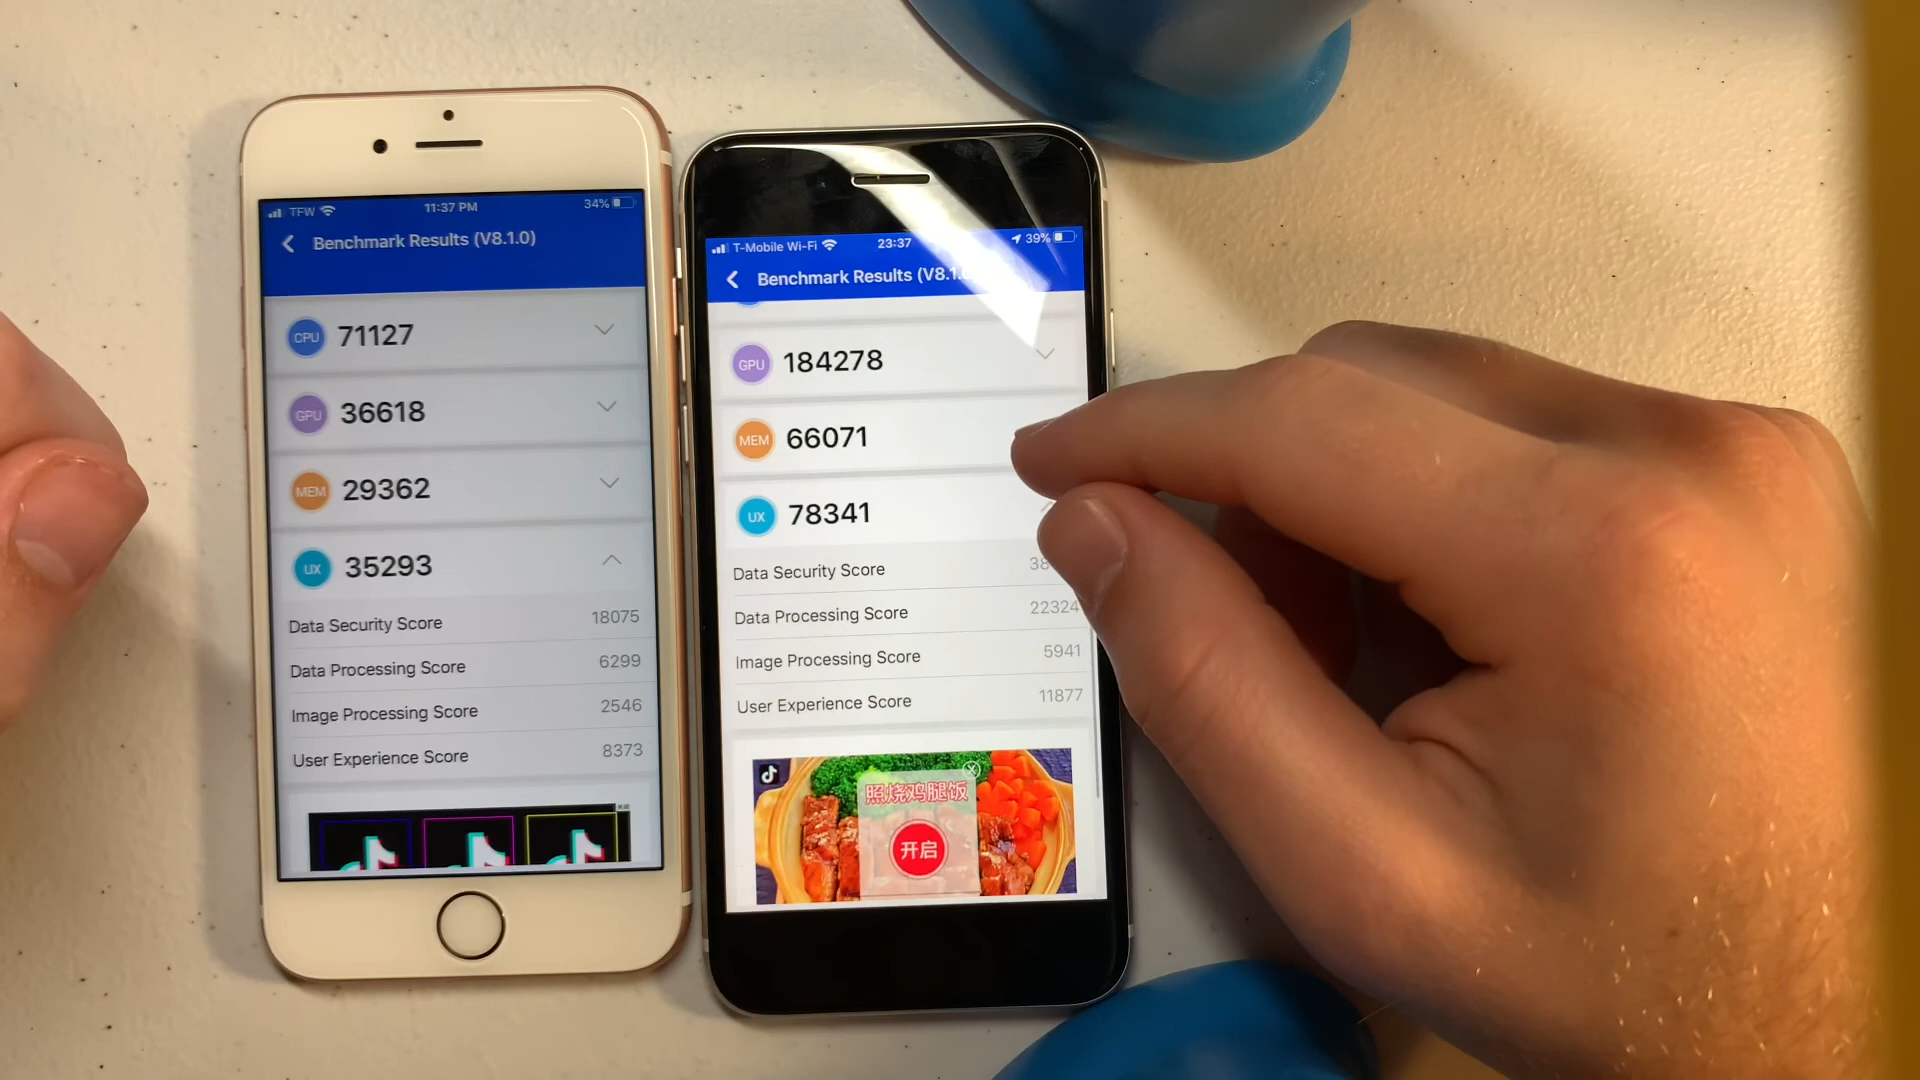 TFW 11:37 PM 34%
Benchmark Results (V8.1.0)
CPU 71127
GPU 36618
MEM 29362
UX 35293
Data Security Score 18075
Data Processing Score 6299
Image Processing Score 2546
User Experience Score 8373
T-Mobile Wi-Fi 23:37 39%
Benchmark Results (V8.1.0
GPU 184278
MEM 66071
UX 78341
Data Security Score 38
Data Processing Score 22324
Image Processing Score 5941
User Experience Score 11877
照烧鸡腿饭
开启